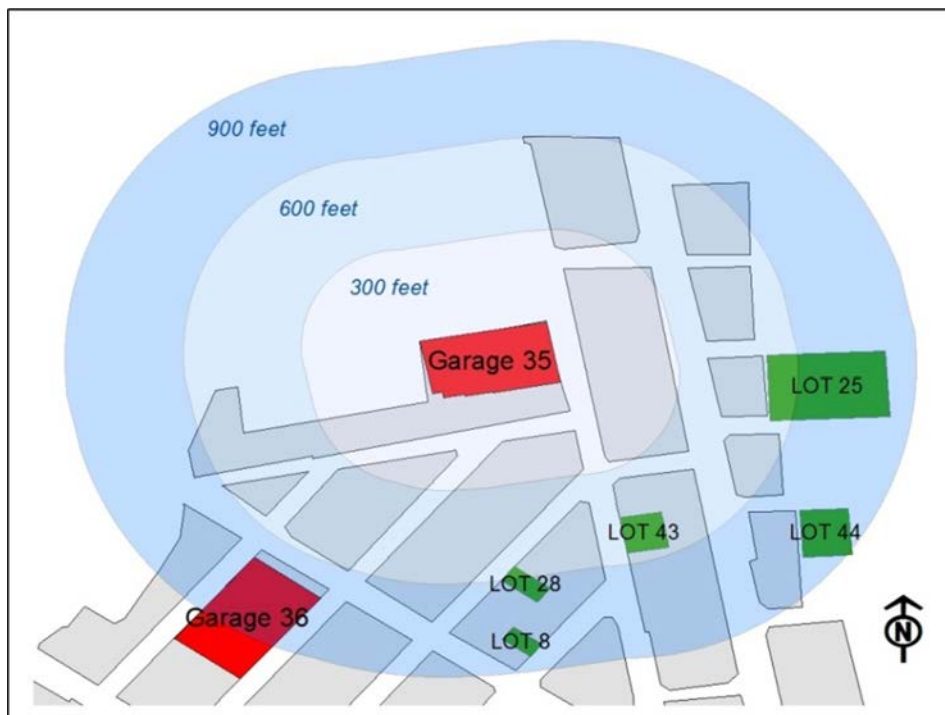 900 feet
600 feet
300 feet
Garage 35
LOT 25
LOT 43
LOT 44
LOT 28
Garage 36
LOT 8
N